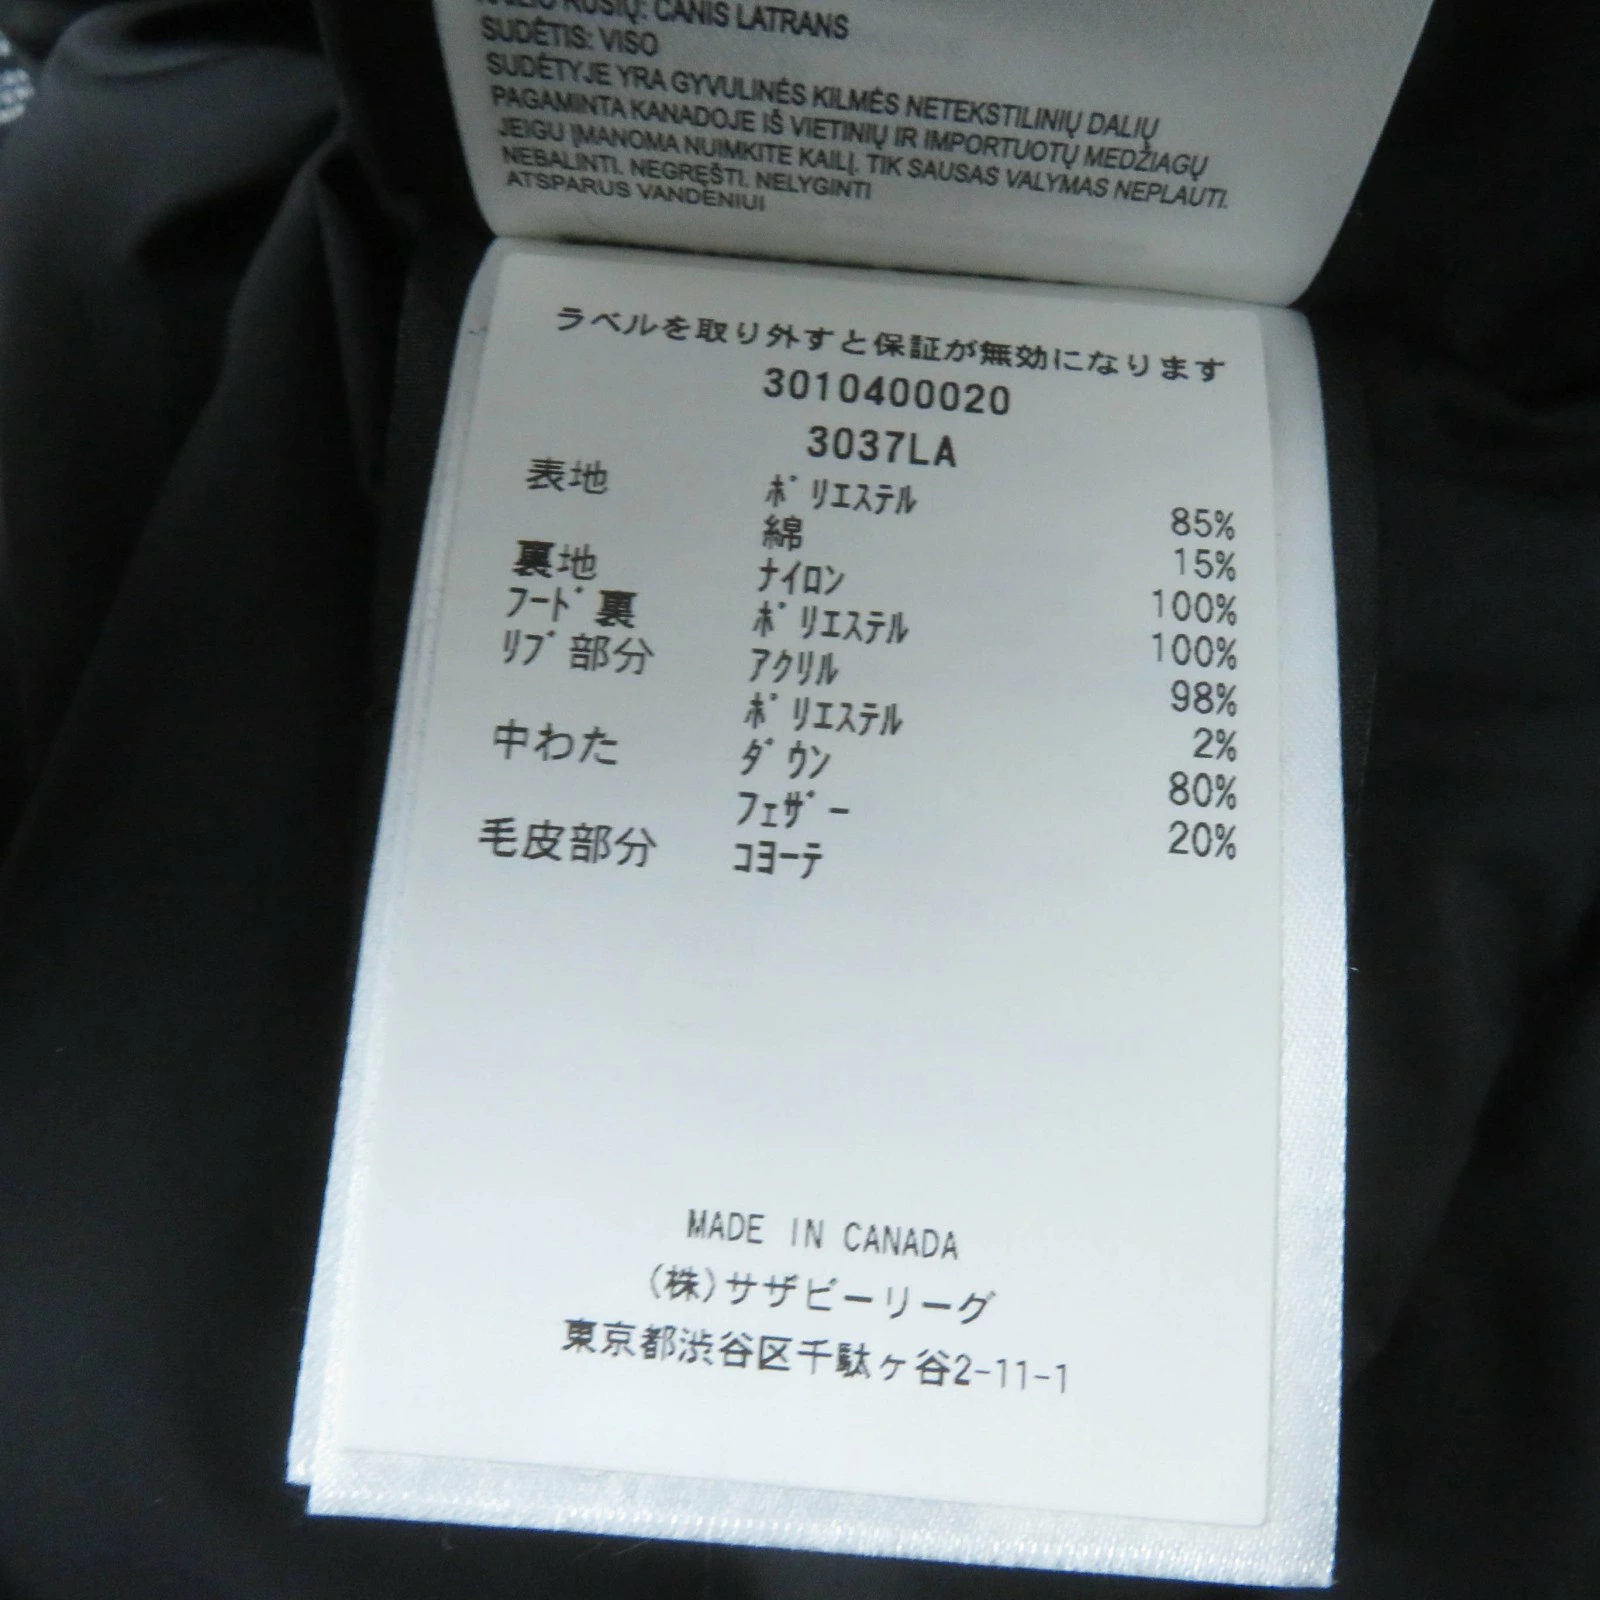 RŪŠIŲ: CANIS LATRANS
SUDĖTIS: VISO
SUDĖTYJE YRA GYVULINĖS KILMĖS NETEKSTILINIŲ DALIŲ
PAGAMINTA KANADOJE IŠ VIETINIŲ IR IMPORTUOTŲ MEDŽIAGŲ
JEIGU ĮMANOMA NUIMKITE KAILĮ. TIK SAUSAS VALYMAS NEPLAUTI.
NEBALINTI. NEGRĘŠTI. NELYGINTI
ATSPARUS VANDENIUI
ラベルを取り外すと保証が無効になります
3010400020
3037LA
表地 ポリエステル 85%
綿 15%
裏地 ナイロン 100%
フード裏 ポリエステル 100%
リブ部分 アクリル 98%
ポリエステル 2%
中わた ダウン 80%
フェザー 20%
毛皮部分 コヨーテ
MADE IN CANADA
(株)サザビーリーグ
東京都渋谷区千駄ヶ谷2-11-1